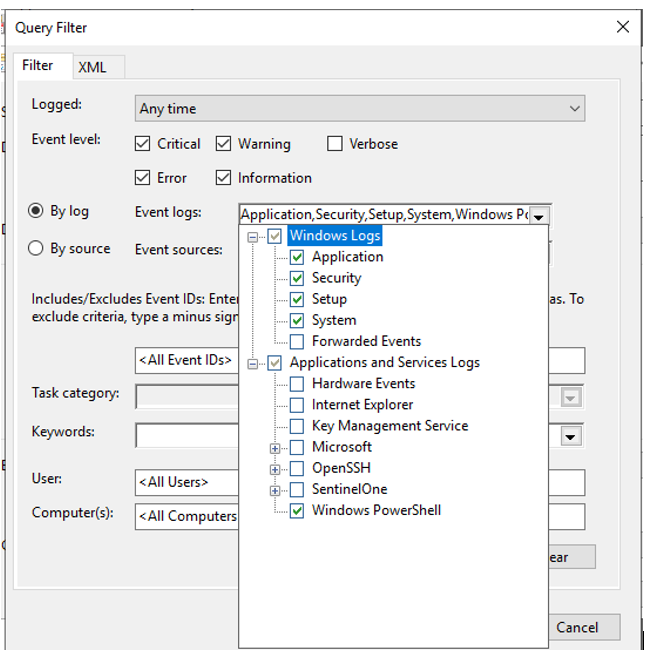 Query Filter
Filter
XML
Logged:
Any time
Event level:
Critical
Warning
Verbose
Error
Information
By log
Event logs:
Application,Security,Setup,System,Windows
By source
Event sources:
Windows Logs
Application
Security
Setup
System
Forwarded Events
Applications and Services Logs
Hardware Events
Internet Explorer
Key Management Service
Microsoft
OpenSSH
SentinelOne
Windows PowerShell
Includes/Excludes Event IDs: as. To
exclude criteria, type a minus
<All Event IDs>
Task category:
Keywords:
User:
<All Users>
Computer(s):
<All Computers
ear
Cancel